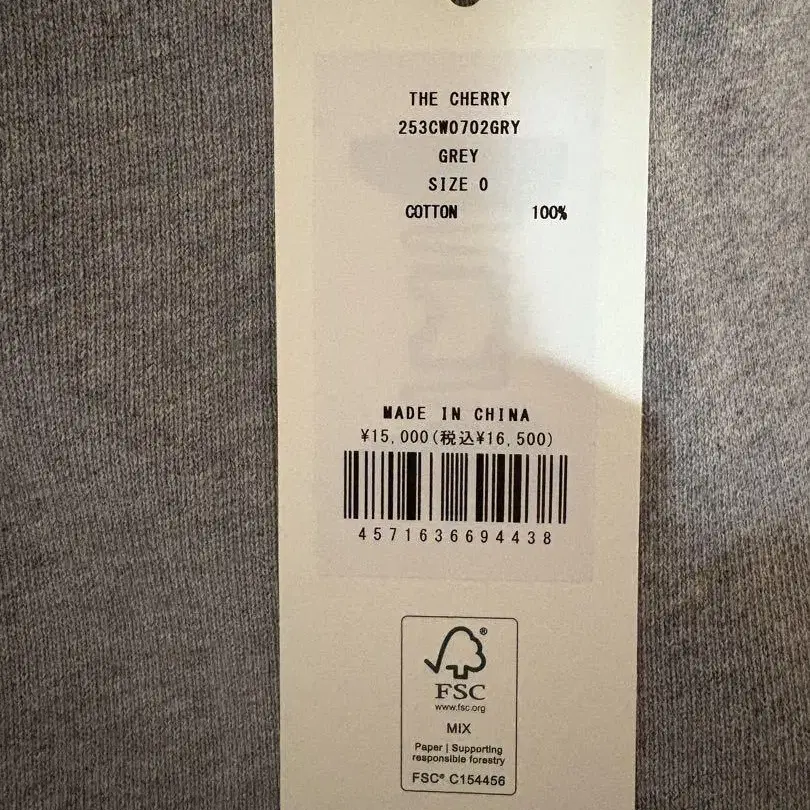 THE CHERRY
253CW0702GRY
GREY
SIZE 0
COTTON 100%
MADE IN CHINA
¥15,000(税込¥16,500)
4571636694438
®
FSC
www.fsc.org
MIX
Paper | Supporting
responsible forestry
FSC® C154456